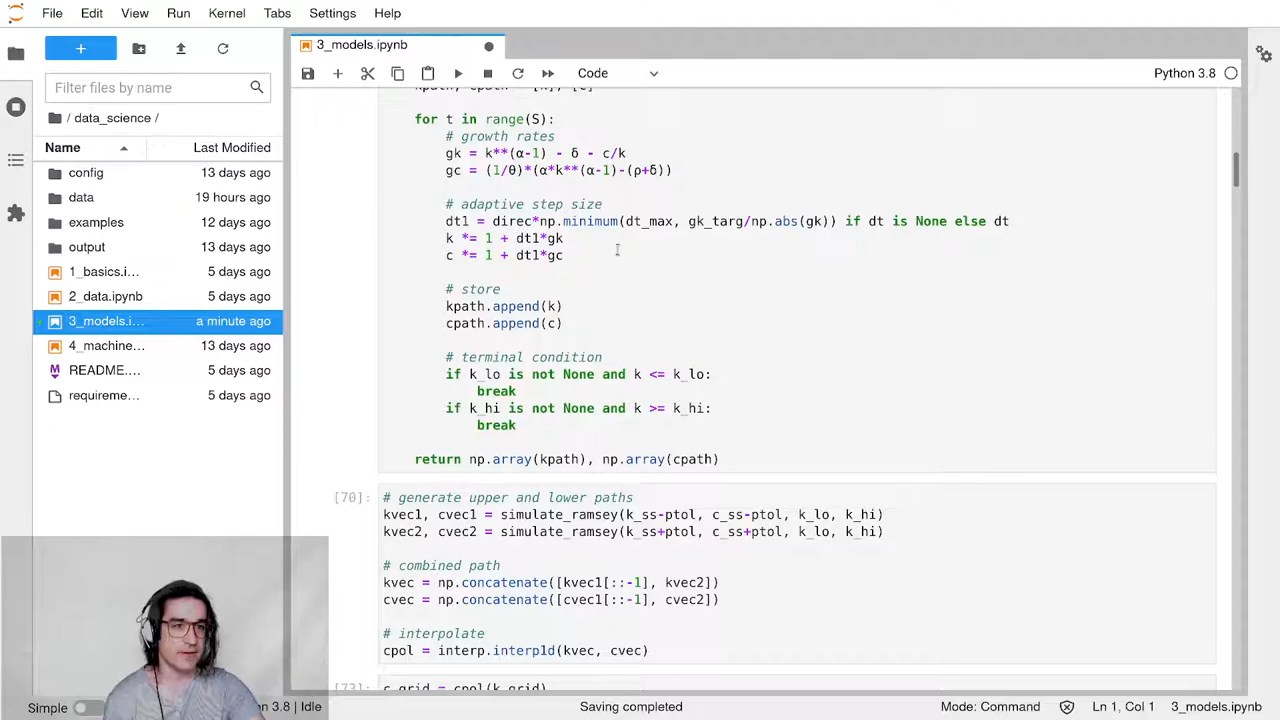 File Edit View Run Kernel Tabs Settings Help
3_models.ipynb
Code
Python 3.8
Filter files by name
/ data_science /
Name Last Modified
config 13 days ago
data 19 hours ago
examples 12 days ago
output 13 days ago
1_basics.i... 5 days ago
2_data.ipynb 5 days ago
3_models.i... a minute ago
4_machine... 13 days ago
README.... 5 days ago
requireme... 5 days ago
for t in range(S):
# growth rates
gk = k**(α-1) - δ - c/k
gc = (1/θ)*(α*k**(α-1)-(ρ+δ))
# adaptive step size
dt1 = direc*np.minimum(dt_max, gk_targ/np.abs(gk)) if dt is None else dt
k *= 1 + dt1*gk
c *= 1 + dt1*gc
# store
kpath.append(k)
cpath.append(c)
# terminal condition
if k_lo is not None and k <= k_lo:
break
if k_hi is not None and k >= k_hi:
break
return np.array(kpath), np.array(cpath)
[70]:
# generate upper and lower paths
kvec1, cvec1 = simulate_ramsey(k_ss-ptol, c_ss-ptol, k_lo, k_hi)
kvec2, cvec2 = simulate_ramsey(k_ss+ptol, c_ss+ptol, k_lo, k_hi)
# combined path
kvec = np.concatenate([kvec1[::-1], kvec2])
cvec = np.concatenate([cvec1[::-1], cvec2])
# interpolate
cpol = interp.interp1d(kvec, cvec)
[73]:
c_grid = cpol(k_grid)
Simple
n 3.8 | Idle
Saving completed
Mode: Command
Ln 1, Col 1
3_models.ipynb